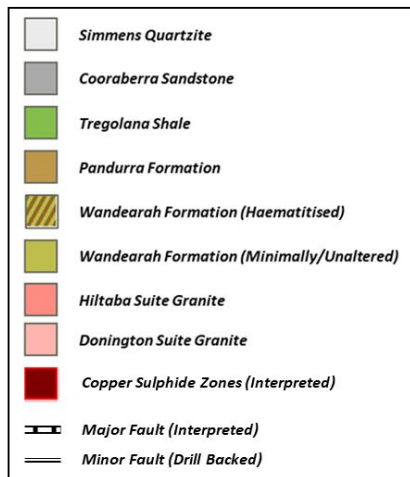 Simmens Quartzite
Cooraberra Sandstone
Tregolana Shale
Pandurra Formation
Wandearah Formation (Haematitised)
Wandearah Formation (Minimally/Unaltered)
Hiltaba Suite Granite
Donington Suite Granite
Copper Sulphide Zones (Interpreted)
Major Fault (Interpreted)
Minor Fault (Drill Backed)